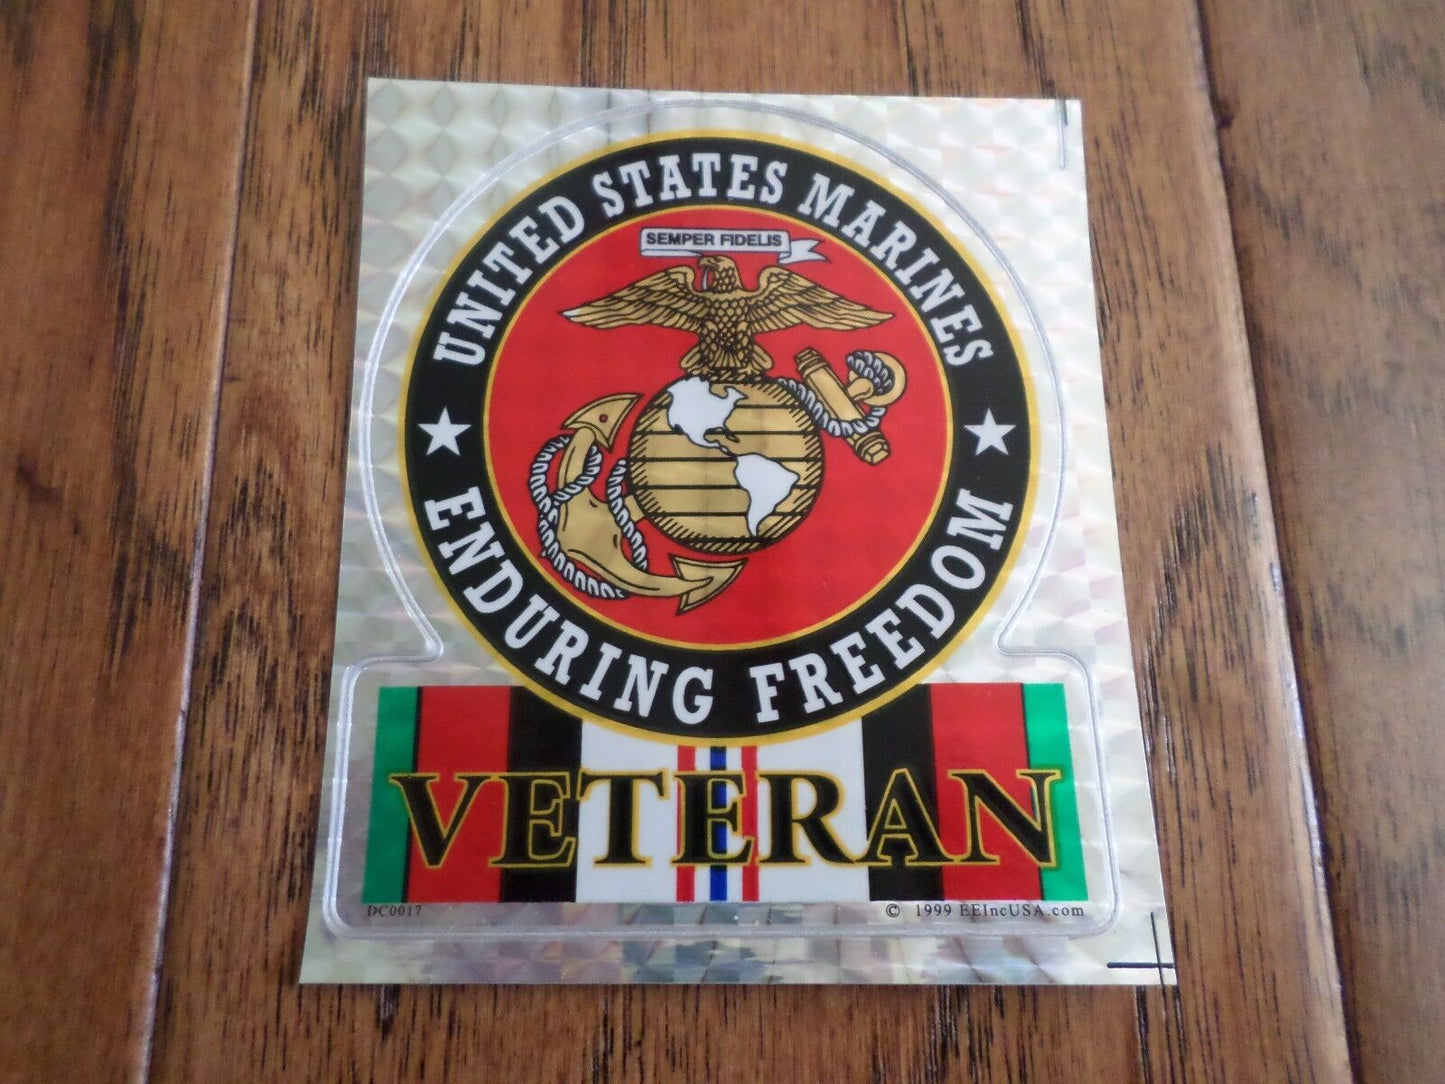 UNITED STATES MARINES
SEMPER FIDELIS
ENDURING FREEDOM
VETERAN
DC0017
© 1999 EEIncUSA.com